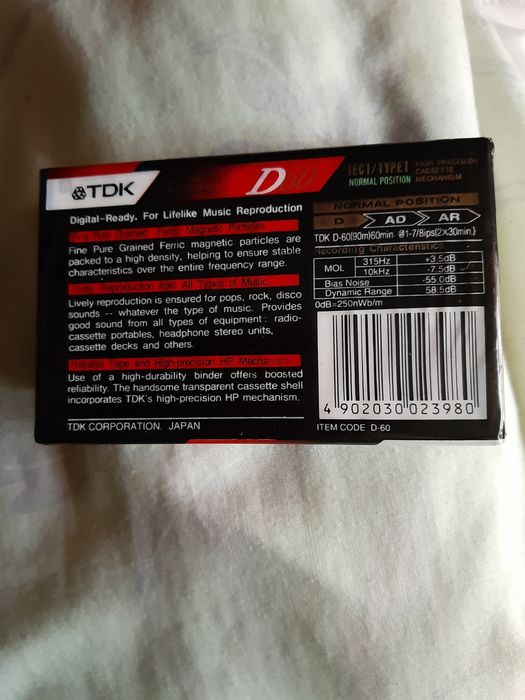 TDK
D60
IECI/TYPEI
NORMAL POSITION
HIGH PRECISION
CASSETTE
MECHANISM
Digital-Ready. For Lifelike Music Reproduction
Fine Pure Grained Ferric Magnetic Particles
Fine Pure Grained Ferric magnetic particles are
packed to a high density, helping to ensure stable
characteristics over the entire frequency range.
Lively Reproduction from All Types of Music
Lively reproduction is ensured for pops, rock, disco
sounds -- whatever the type of music. Provides
good sound from all types of equipment: radio-
cassette portables, headphone stereo units,
cassette decks and others.
Reliable Tape and High-precision HP Mechanism
Use of a high-durability binder offers boosted
reliability. The handsome transparent cassette shell
incorporates TDK's high-precision HP mechanism.
TDK CORPORATION. JAPAN
NORMAL POSITION
D AD AR
TDK D-60(90m)60min. @1-7/8ips(2×30min.)
Recording Characteristics
MOL 315Hz +3.5dB
10kHz -7.5dB
Bias Noise -55.0dB
Dynamic Range 58.5dB
0dB=250nWb/m
4 902030 023980
ITEM CODE D-60